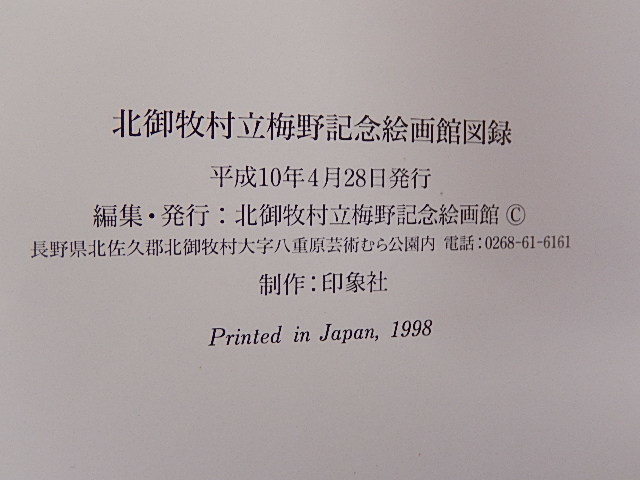 北御牧村立梅野記念絵画館図録
平成10年4月28日発行
編集・発行：北御牧村立梅野記念絵画館 ©
長野県北佐久郡北御牧村大字八重原芸術むら公園内 電話：0268-61-6161
制作：印象社
Printed in Japan, 1998